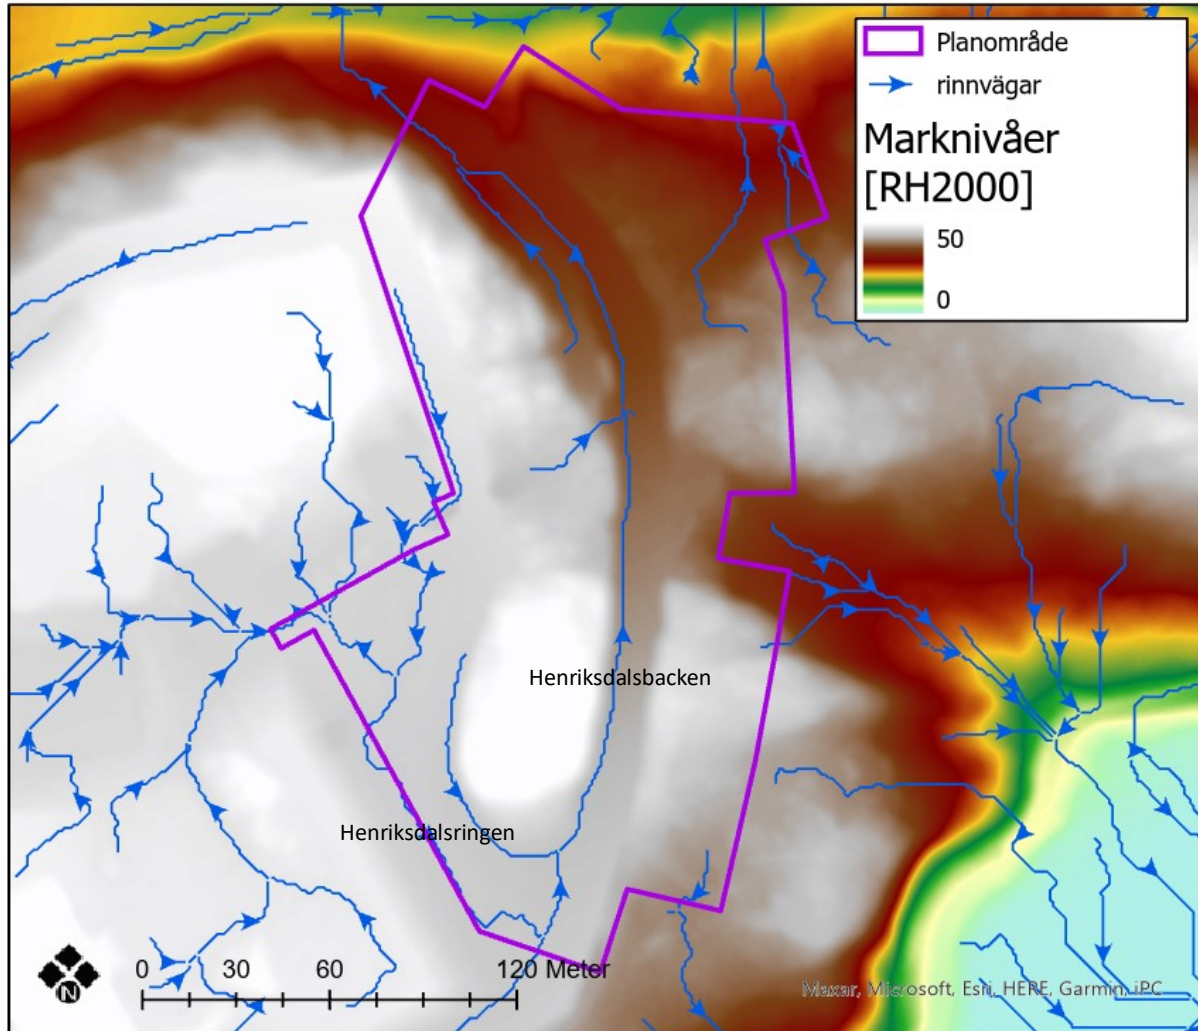 Planområde
rinnvägar
Marknivåer
[RH2000]
50
0
Henriksdalsbacken
Henriksdalsringen
0 30 60 120 Meter
N
Maxar, Microsoft, Esri, HERE, Garmin, iPC